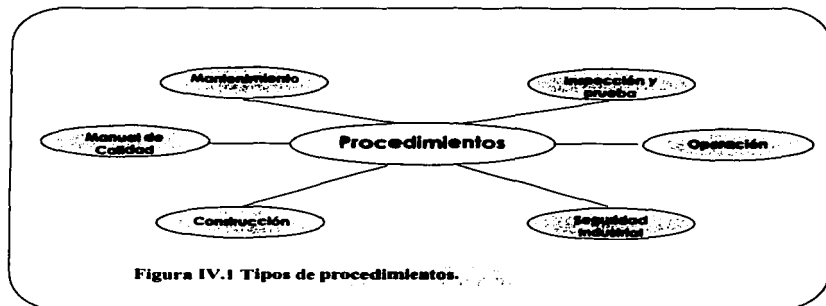 Mantenimiento
Inspección y
prueba
Manual de
Calidad
Procedimientos
Operación
Construcción
Seguridad
Industrial
Figura IV.1 Tipos de procedimientos.